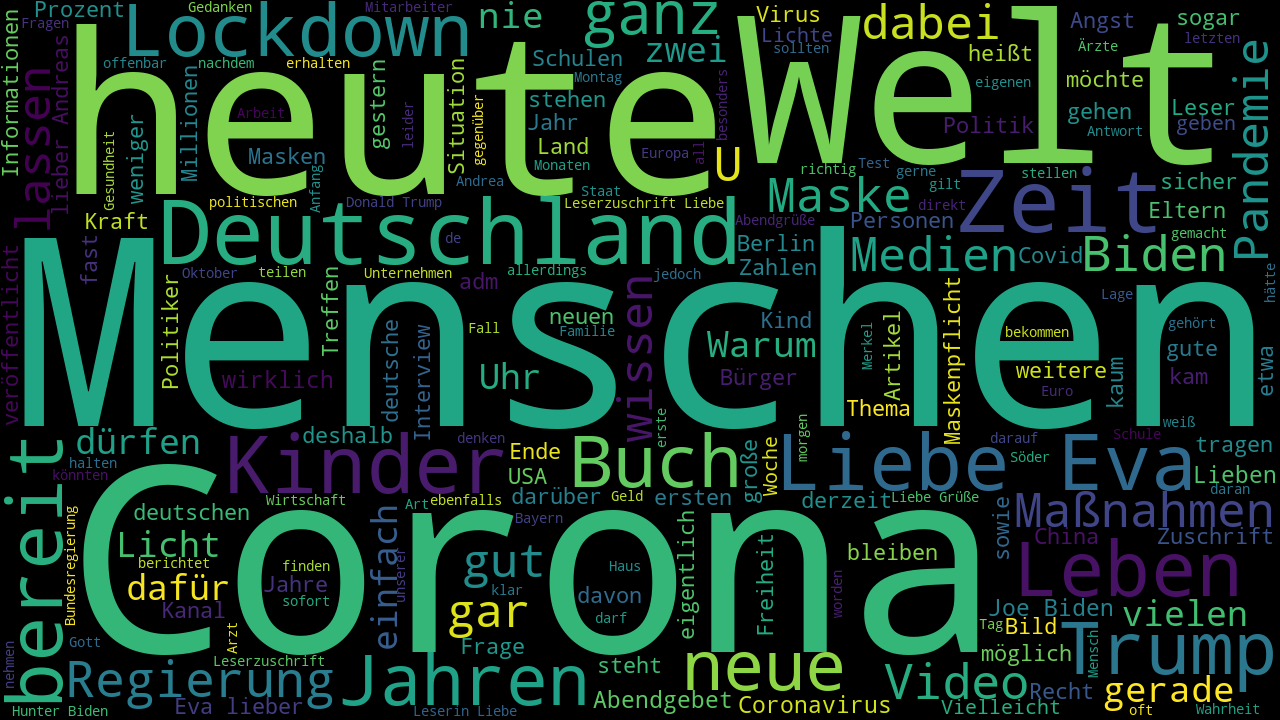 Informationen
Prozent
Fragen
Gedanken
Mitarbeiter
Lockdown
nie
ganz
Virus
Lichte
sollten
dabei
Angst
Ärzte
sogar
letzten
offenbar
nachdem
erhalten
Schulen
zwei
Montag
heißt
möchte
eigenen
heute
Welt
Pandemie
lassen
lieber Andreas
Gesundheit
weniger
Millionen
Arbeit
Masken
gestern
leider
Situation
gegenüber
stehen
Jahr
Land
Monaten
Europa
all
besonders
U
Politik
gehen
Antwort
Leser
geben
Anfang
politischen
Donald Trump
Andrea
Staat
Leserzuschrift Liebe
richtig
Test
gerne
gilt
direkt
stellen
sicher
Eltern
gemacht
Kraft
Deutschland
de
Maske
Abendgrüße
Personen
Zeit
Berlin
Zahlen
Medien
Covid
Biden
hätte
veröffentlicht
fast
Oktober
teilen
Unternehmen
adm
allerdings
jedoch
Lage
Politiker
Treffen
Menschen
neuen
Familie
Kind
Fall
wissen
Warum
Bürger
Merkel
Artikel
Maskenpflicht
bekommen
gehört
gute
etwa
wirklich
deutsche
Interview
Uhr
weitere
Euro
kaum
kam
Thema
weiß
dürfen
deshalb
denken
erste
morgen
darauf
Söder
Schule
tragen
bereit
halten
könnten
Kinder
Ende
USA
Buch
große
Woche
Liebe
Eva
Lieben
daran
Wirtschaft
Art
ebenfalls
darüber
Geld
ersten
derzeit
Liebe Grüße
Bundesregierung
deutschen
Bayern
sowie
Maßnahmen
China
Zuschrift
Licht
berichtet
finden
einfach
Corona
gut
Haus
eigentlich
Freiheit
bleiben
Leben
dafür
Jahre
sofort
unserer
klar
davon
worden
Kanal
gar
darf
Joe Biden
vielen
Arzt
Frage
Tag
Bild
Trump
Gott
nehmen
Leserzuschrift
steht
neue
möglich
Mensch
Regierung
Jahren
Abendgebet
Video
Recht
gerade
Hunter Biden
Eva lieber
Leserin Liebe
Coronavirus
Vielleicht
oft
Wahrheit